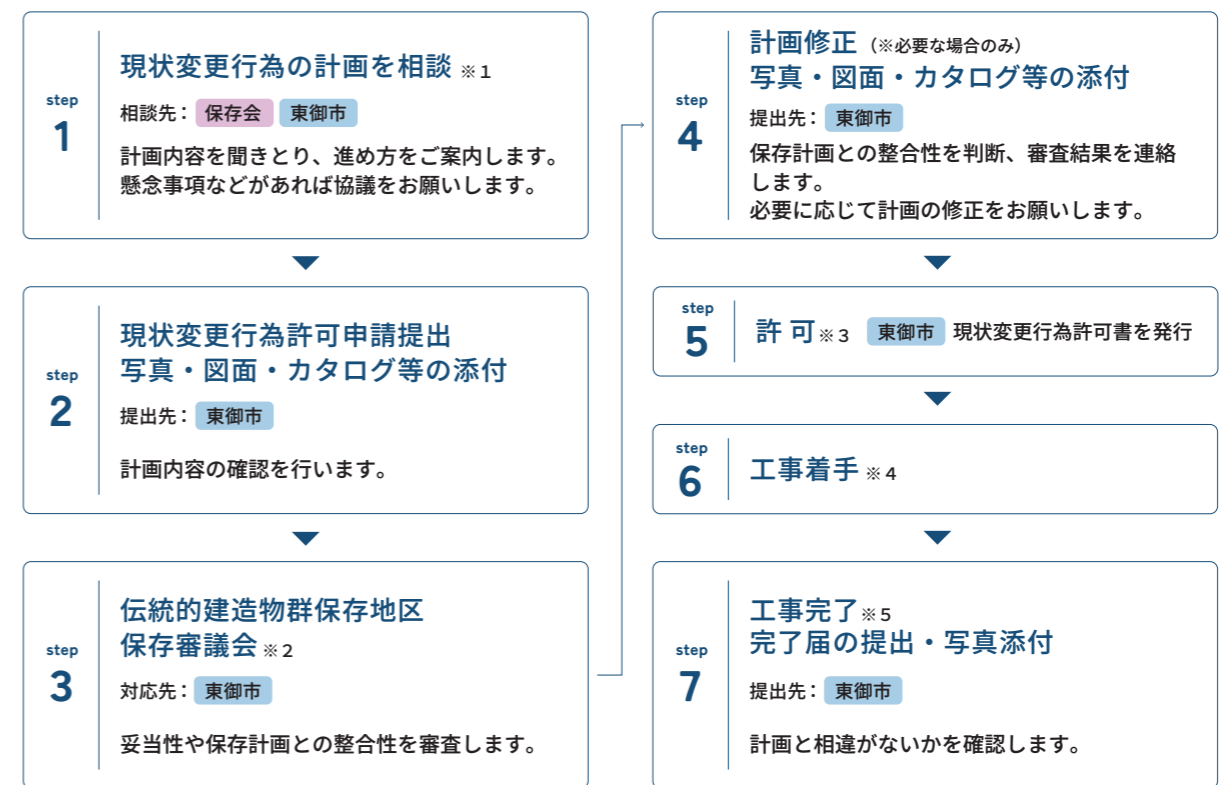 step
1
現状変更行為の計画を相談 ※1
相談先: 保存会 東御市
計画内容を聞きとり、進め方をご案内します。
懸念事項などがあれば協議をお願いします。
step
2
現状変更行為許可申請提出
写真・図面・カタログ等の添付
提出先: 東御市
計画内容の確認を行います。
step
3
伝統的建造物群保存地区
保存審議会 ※2
対応先: 東御市
妥当性や保存計画との整合性を審査します。
step
4
計画修正 (※必要な場合のみ)
写真・図面・カタログ等の添付
提出先: 東御市
保存計画との整合性を判断、審査結果を連絡
します。
必要に応じて計画の修正をお願いします。
step
5
許 可※3 東御市 現状変更行為許可書を発行
step
6
工事着手 ※4
step
7
工事完了※5
完了届の提出・写真添付
提出先: 東御市
計画と相違がないかを確認します。